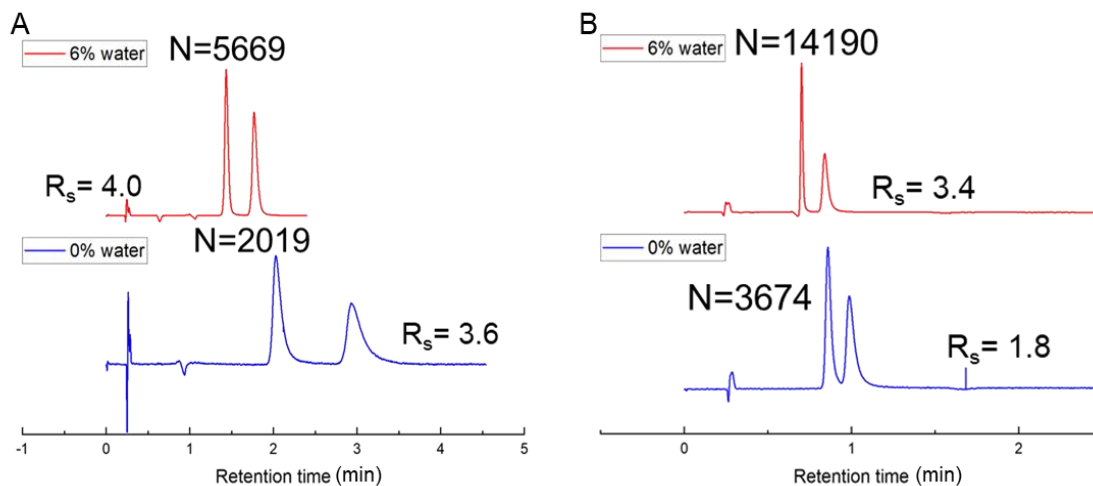 A
6% water
N=5669
Rs= 4.0
0% water
N=2019
Rs= 3.6
-1 0 1 2 3 4 5
Retention time (min)
B
6% water
N=14190
Rs= 3.4
0% water
N=3674
Rs= 1.8
0 1 2
Retention time (min)